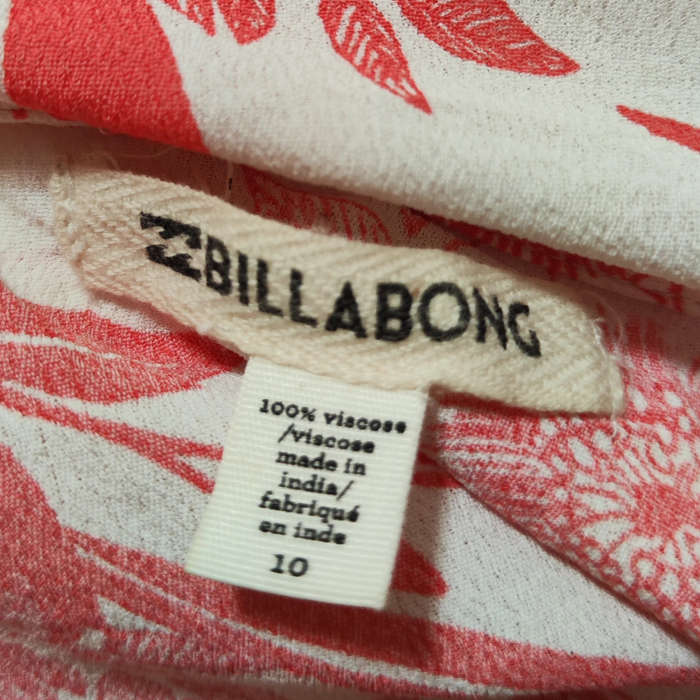 BILLABONG
100% viscose
/viscose
made in
india/
fabriqué
en inde
10